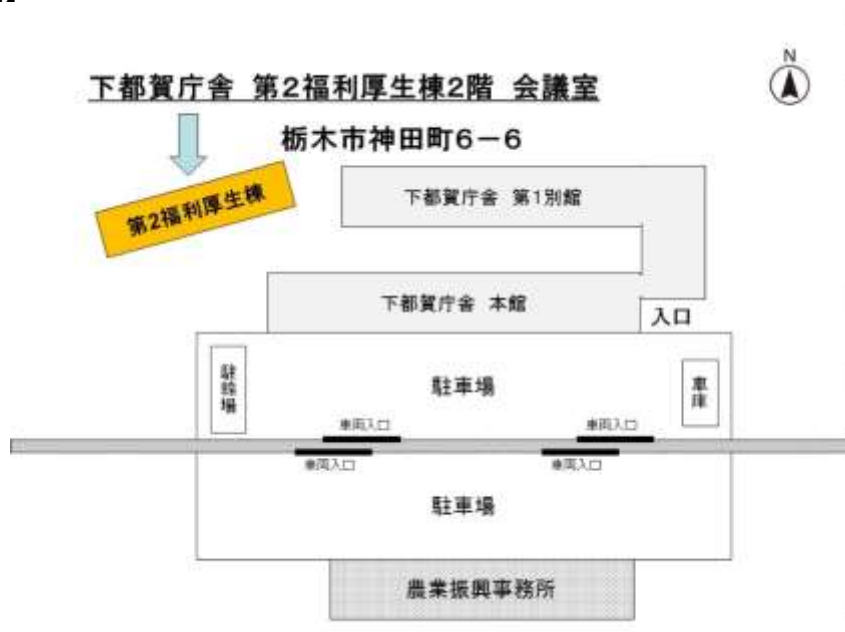 下都賀庁舎 第2福利厚生棟2階 会議室
N
栃木市神田町6-6
第2福利厚生棟
下都賀庁舎 第1別館
下都賀庁舎 本館
入口
駐輪場
駐車場
車庫
車両入口
車両入口
車両入口
車両入口
駐車場
農業振興事務所